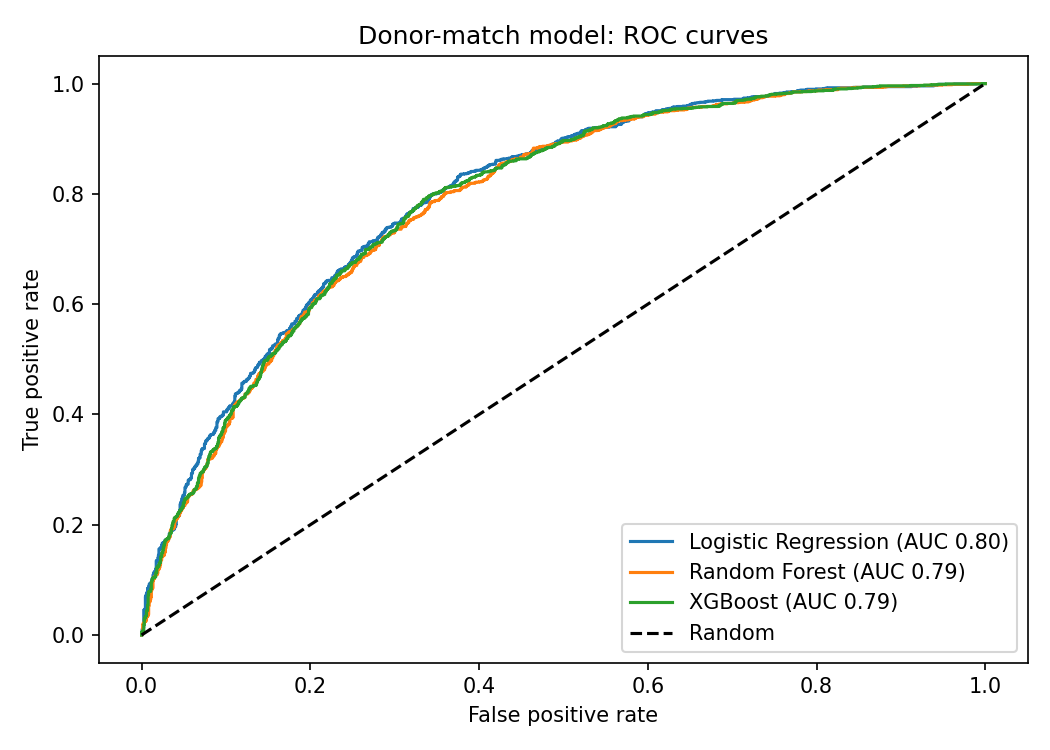 Donor-match model: ROC curves
True positive rate
1.0
0.8
0.6
0.4
0.2
0.0
Logistic Regression (AUC 0.80)
Random Forest (AUC 0.79)
XGBoost (AUC 0.79)
Random
0.0 0.2 0.4 0.6 0.8 1.0
False positive rate